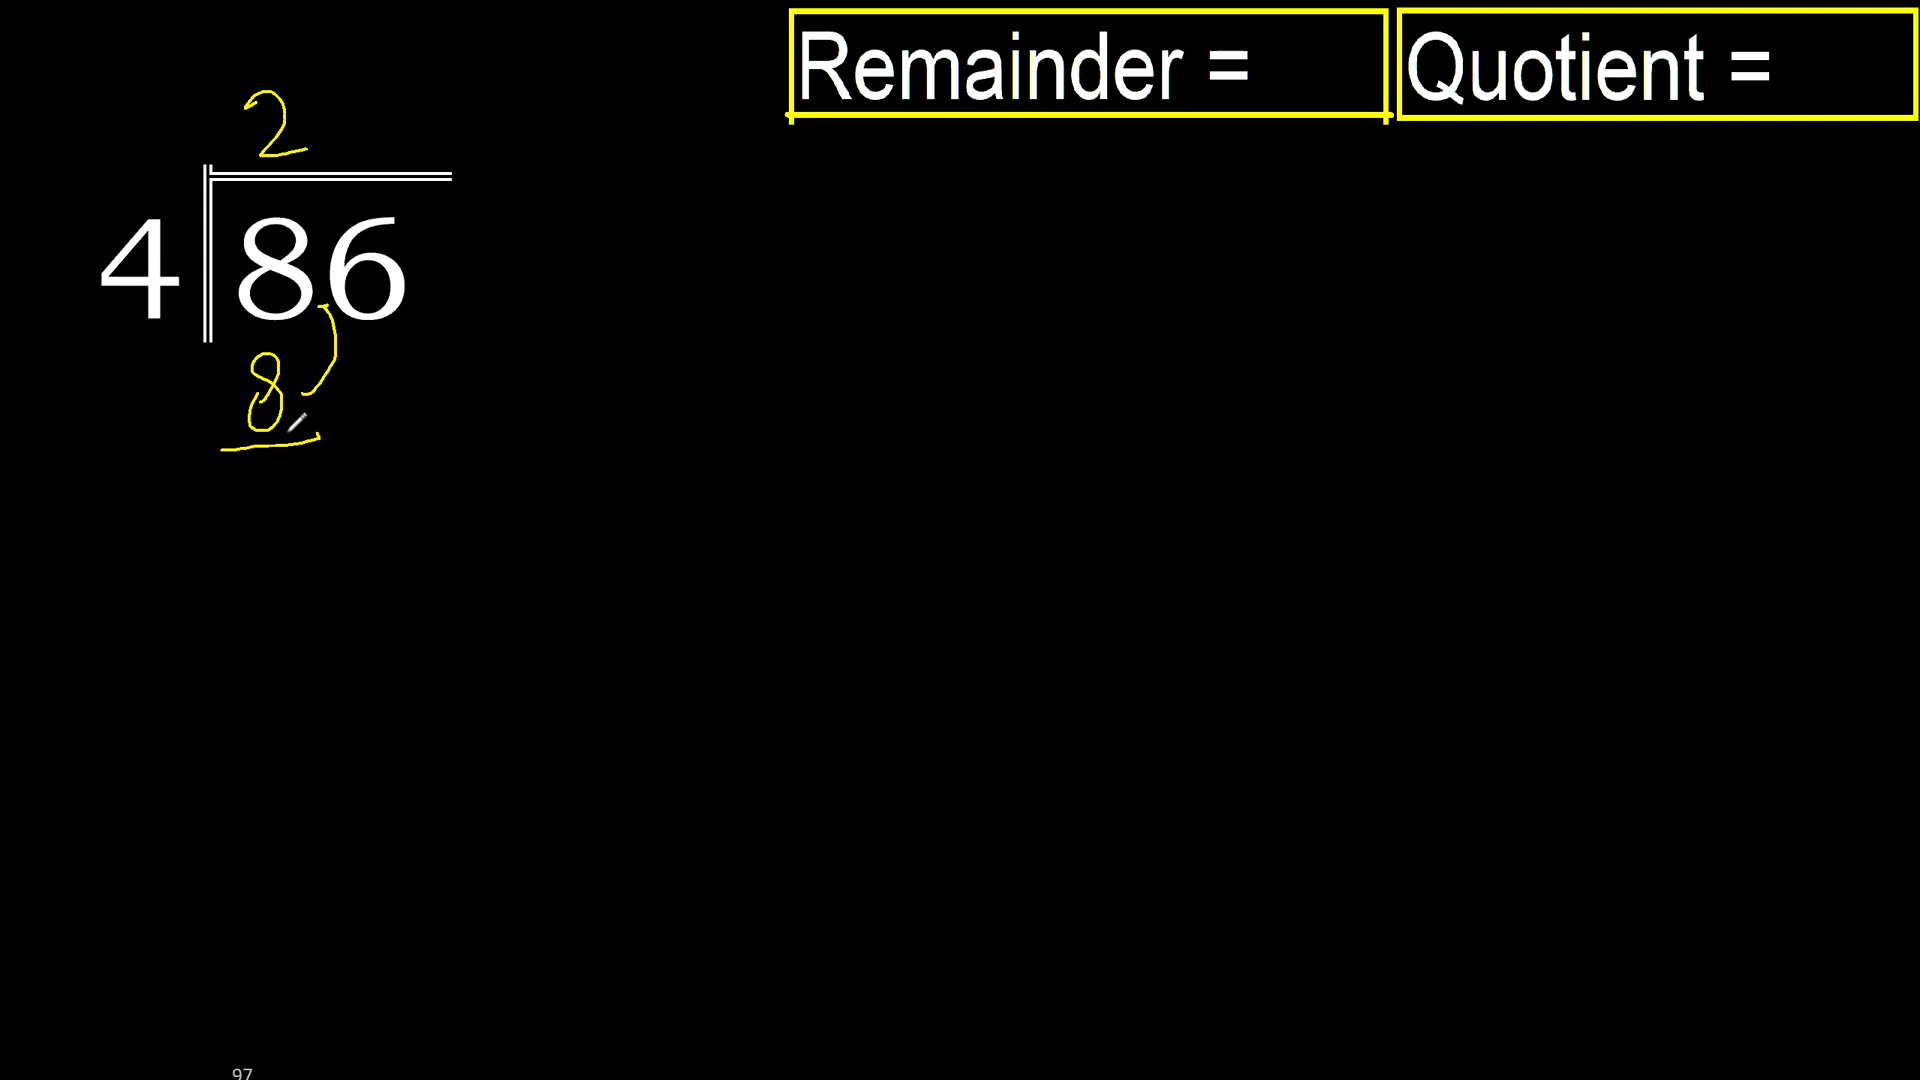 Remainder = Quotient =
2
4 86
8
97